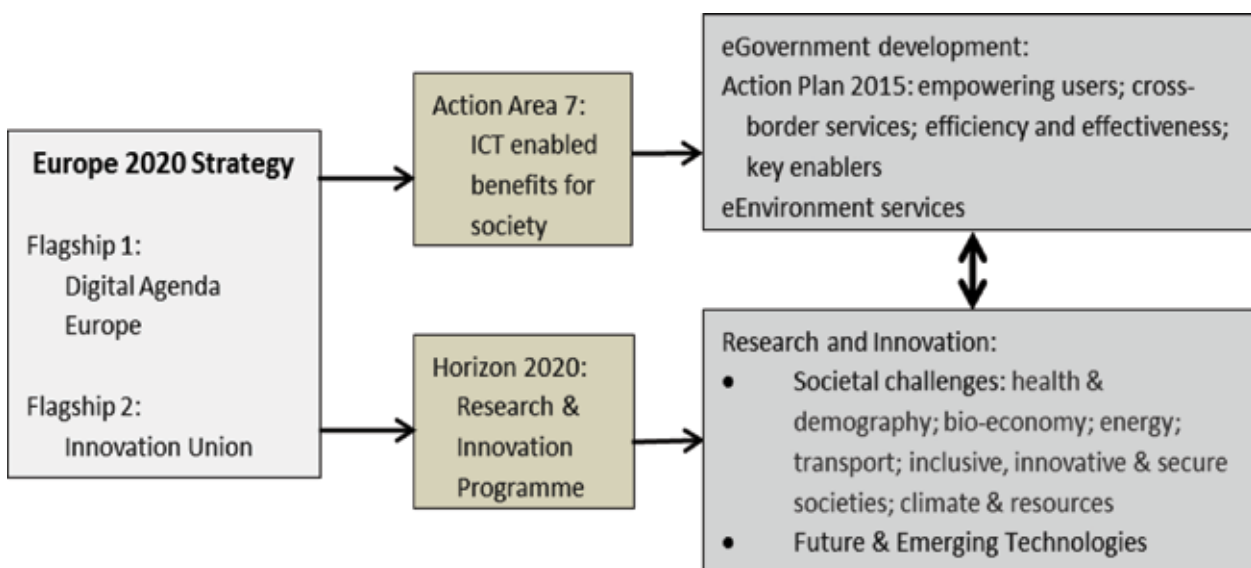 Europe 2020 Strategy
Flagship 1:
Digital Agenda
Europe
Flagship 2:
Innovation Union
Action Area 7:
ICT enabled
benefits for
society
Horizon 2020:
Research &
Innovation
Programme
eGovernment development:
Action Plan 2015: empowering users; cross-
border services; efficiency and effectiveness;
key enablers
eEnvironment services
Research and Innovation:
• Societal challenges: health &
demography; bio-economy; energy;
transport; inclusive, innovative & secure
societies; climate & resources
• Future & Emerging Technologies